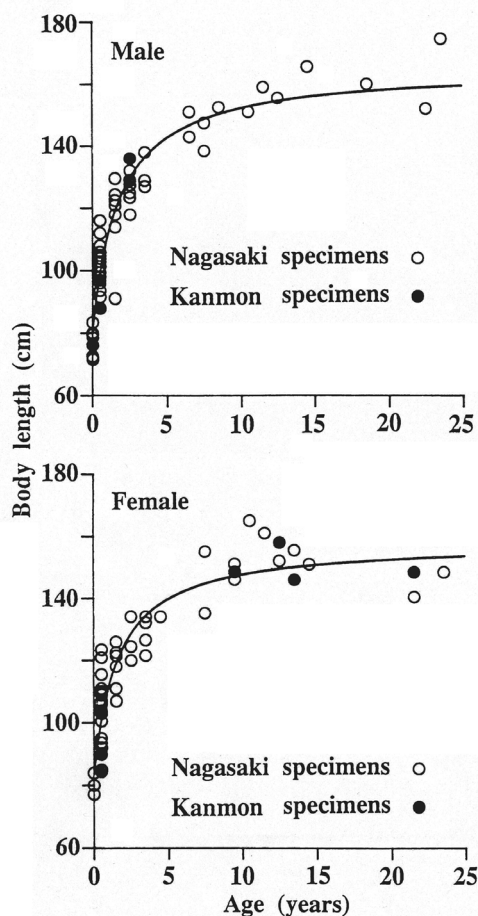 180
Male
140
100
Nagasaki specimens
Kanmon specimens
60
0 5 10 15 20 25
Body length (cm)
180
Female
140
100
Nagasaki specimens
Kanmon specimens
60
0 5 10 15 20 25
Age (years)